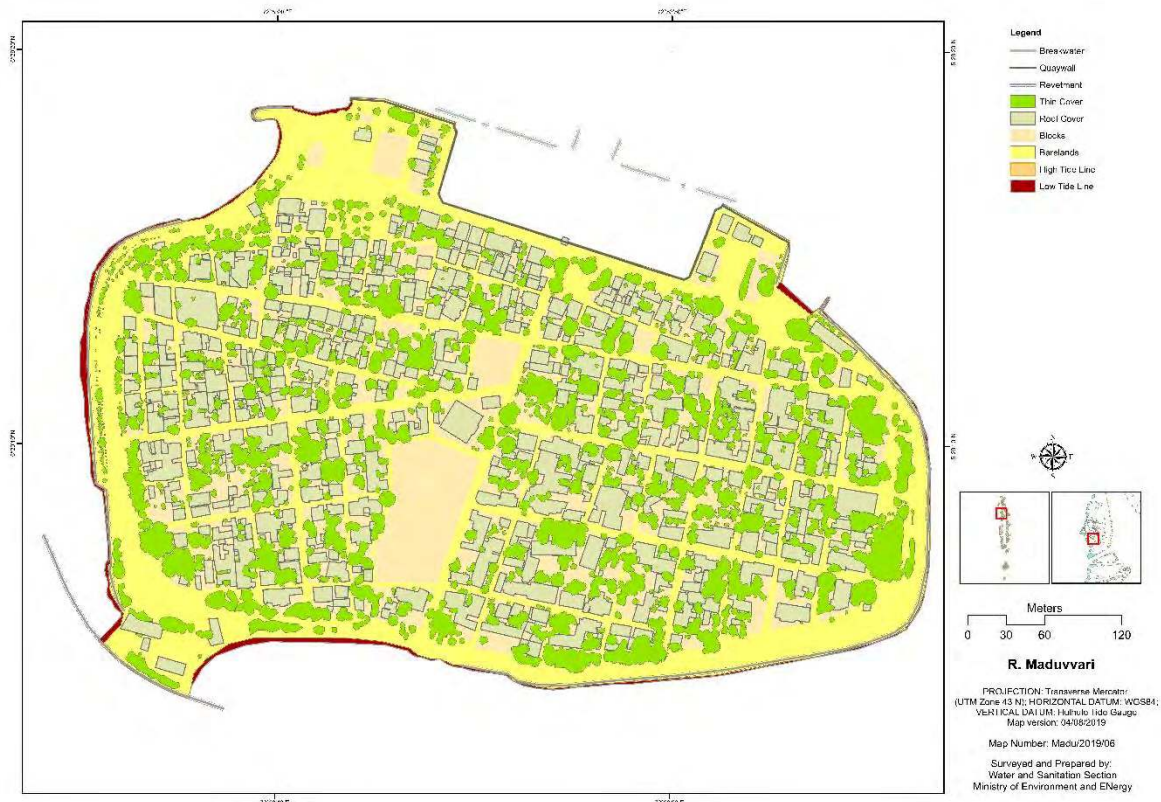 Legend
Breakwater
Quaywall
Revetment
Roof Cover
Blocks
Barelands
High Tide Line
Low Tide Line
Meters
0 30 60 120
R. Maduvvari
PROJECTION: Transverse Mercator
(UTM Zone 43 N); HORIZONTAL DATUM: WGS84;
VERTICAL DATUM: Hulhule Tide Gauge
Map version: 04/08/2019
Map Number: Madu/2019/06
Surveyed and Prepared by:
Water and Sanitation Section
Ministry of Environment and ENergy